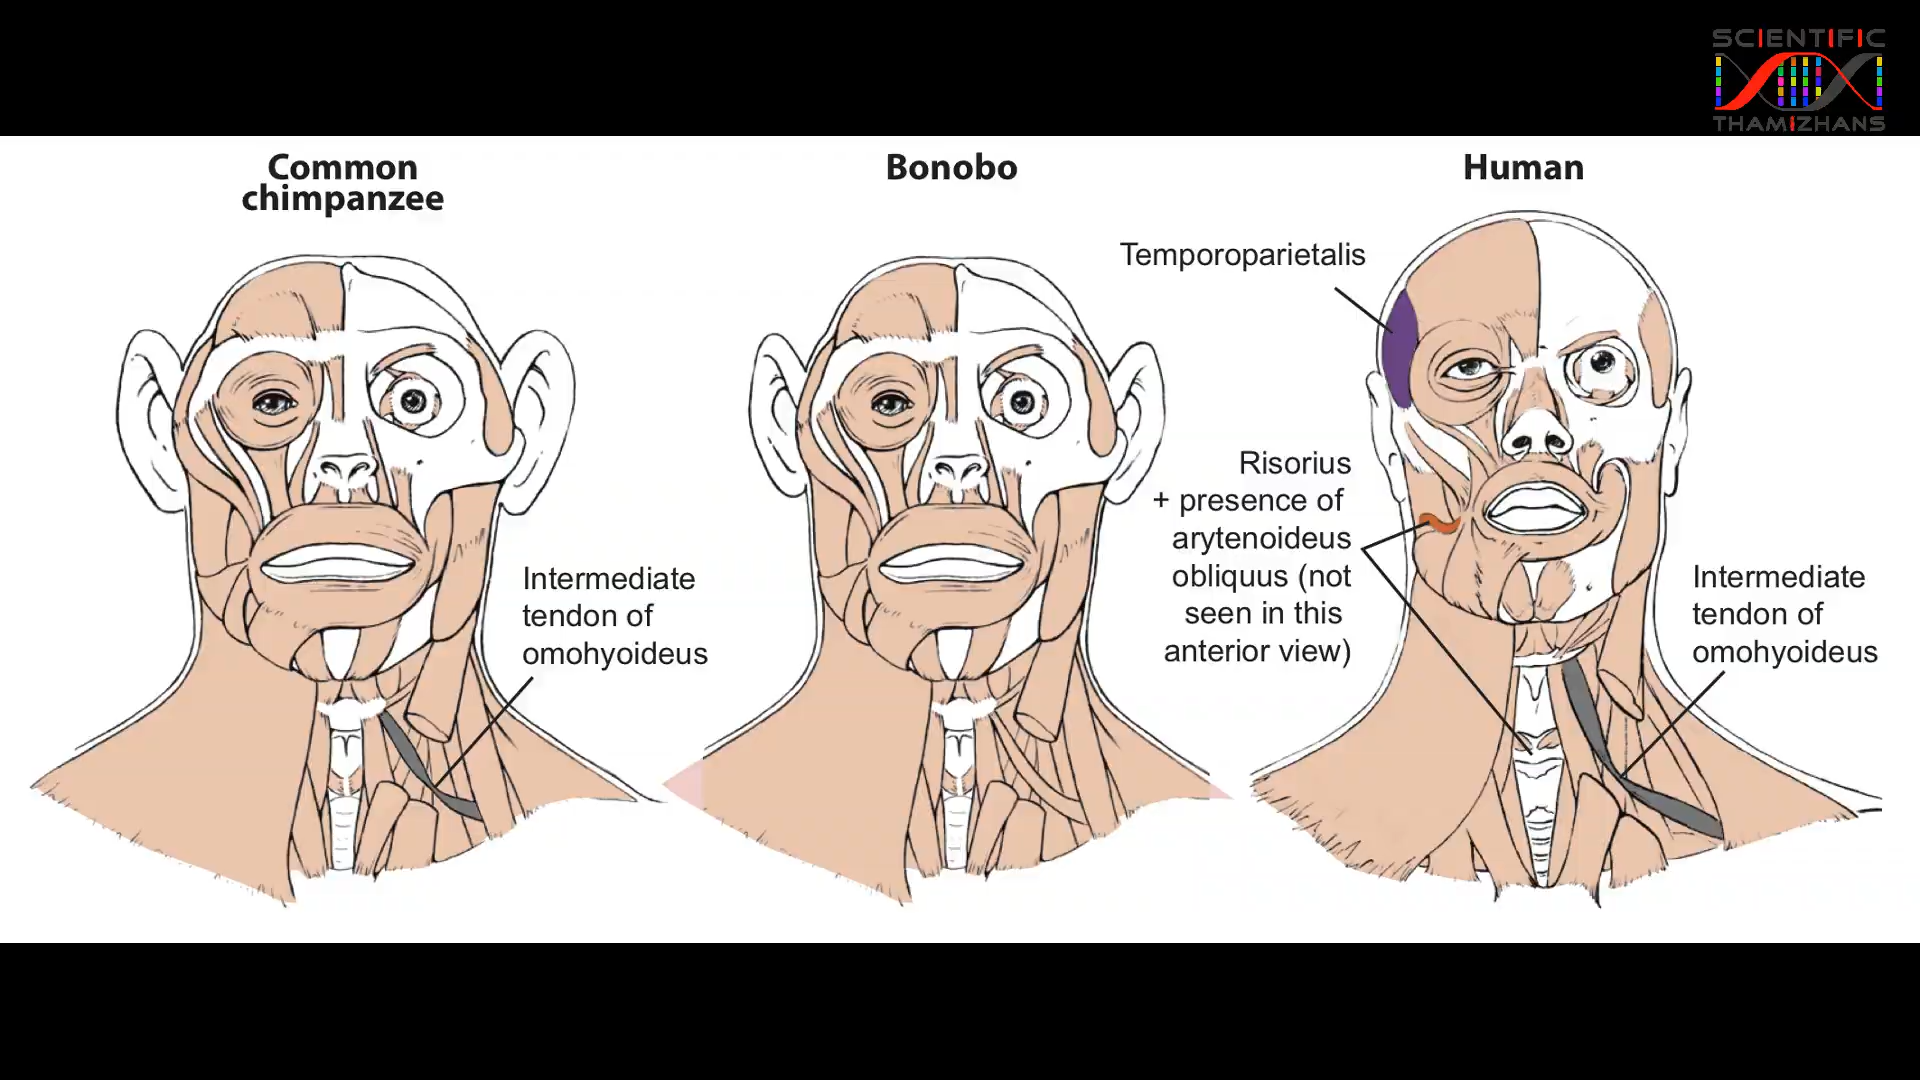 SCIENTIFIC
THAMIZHANS
Common
chimpanzee
Bonobo
Human
Temporoparietalis
Risorius
+ presence of
arytenoideus
obliquus (not
seen in this
anterior view)
Intermediate
tendon of
omohyoideus
Intermediate
tendon of
omohyoideus